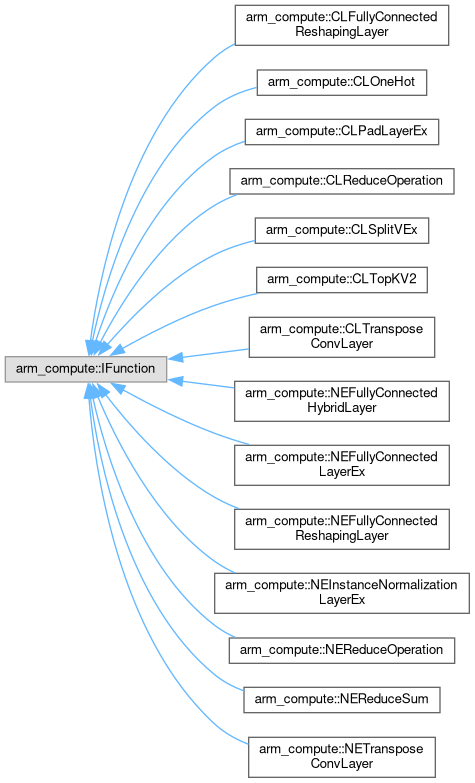 arm_compute::CLFullyConnected
ReshapingLayer
arm_compute::CLOneHot
arm_compute::CLPadLayerEx
arm_compute::CLReduceOperation
arm_compute::CLSplitVEx
arm_compute::CLTopKV2
arm_compute::CLTranspose
ConvLayer
arm_compute::IFunction
arm_compute::NEFullyConnected
HybridLayer
arm_compute::NEFullyConnected
LayerEx
arm_compute::NEFullyConnected
ReshapingLayer
arm_compute::NEInstanceNormalization
LayerEx
arm_compute::NEReduceOperation
arm_compute::NEReduceSum
arm_compute::NETranspose
ConvLayer